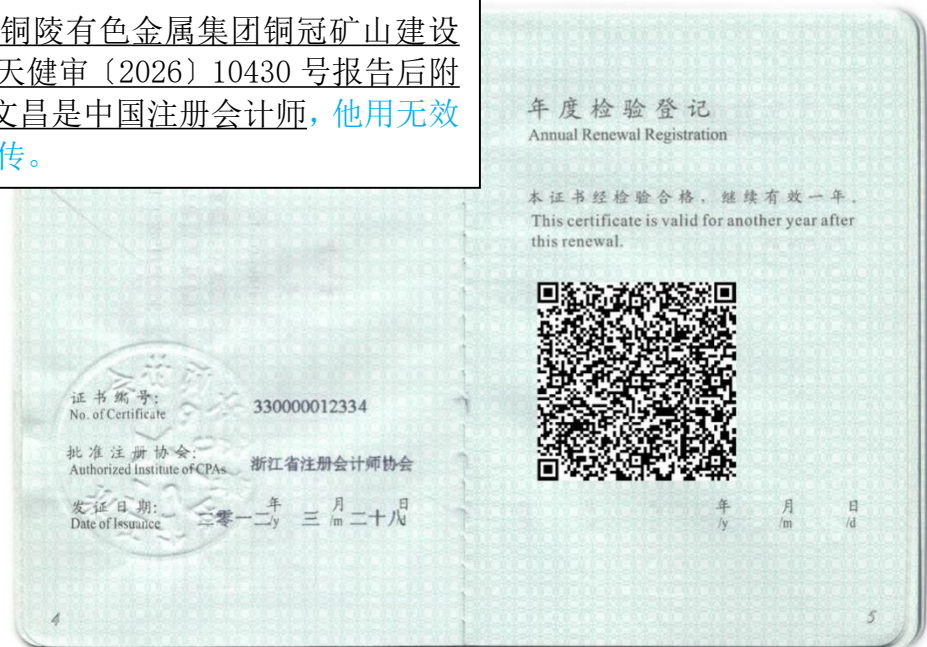 铜陵有色金属集团铜冠矿山建设
天健审〔2026〕10430 号报告后附
文昌是中国注册会计师，他用无效
传。
年度检验登记
Annual Renewal Registration
本证书经检验合格，继续有效一年。
This certificate is valid for another year after
this renewal.
证书编号：
No. of Certificate
330000012334
批准注册协会：
Authorized Institute of CPAs
浙江省注册会计师协会
发证日期：
Date of Issuance
二零一二 年 /y 三 月 /m 二十八 日 /d
年 月 日
/y /m /d
4
5